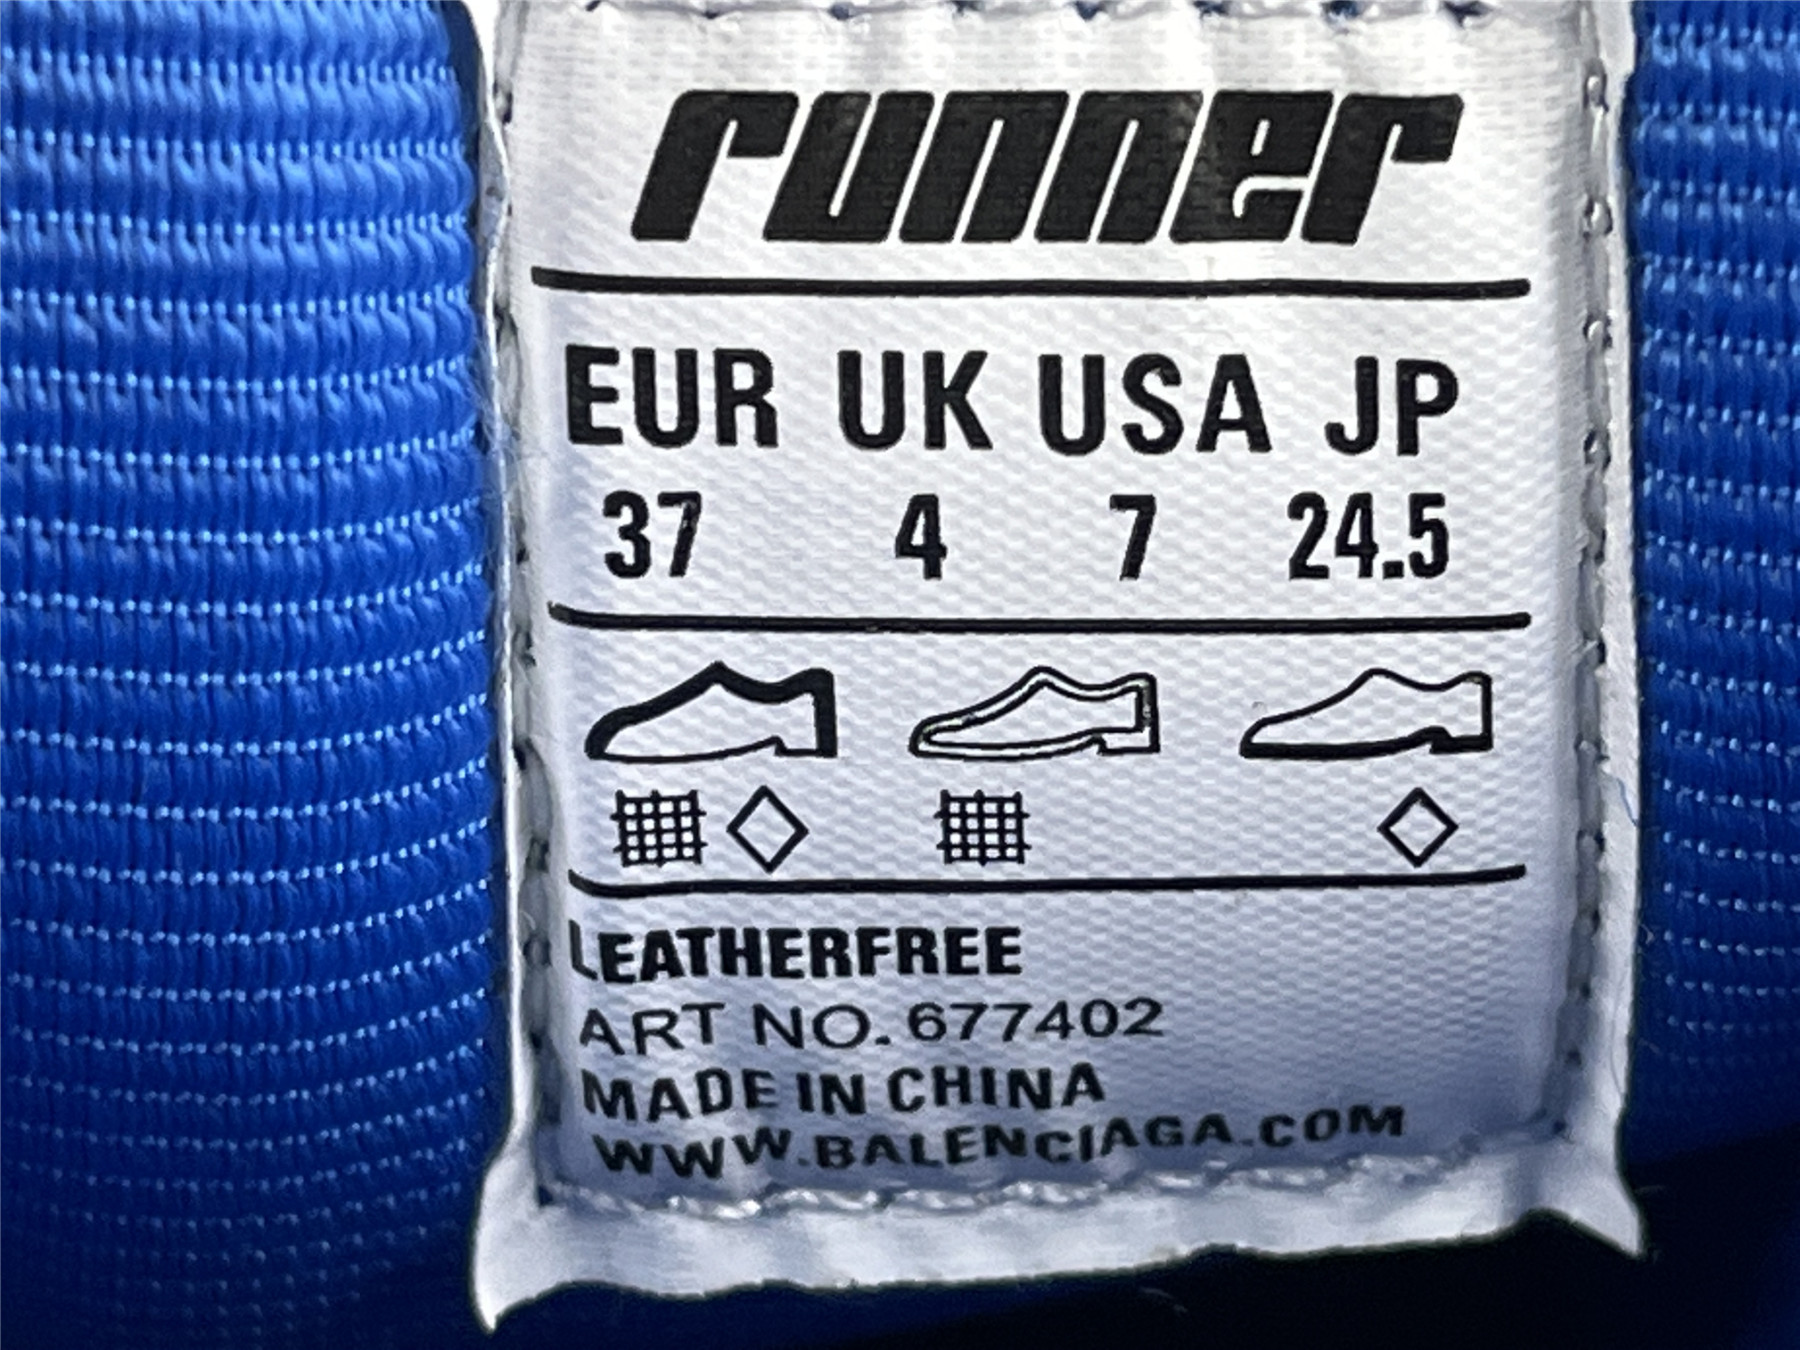 runner
EUR UK USA JP
37 4 7 24.5
LEATHERFREE
ART NO. 677402
MADE IN CHINA
WWW.BALENCIAGA.COM